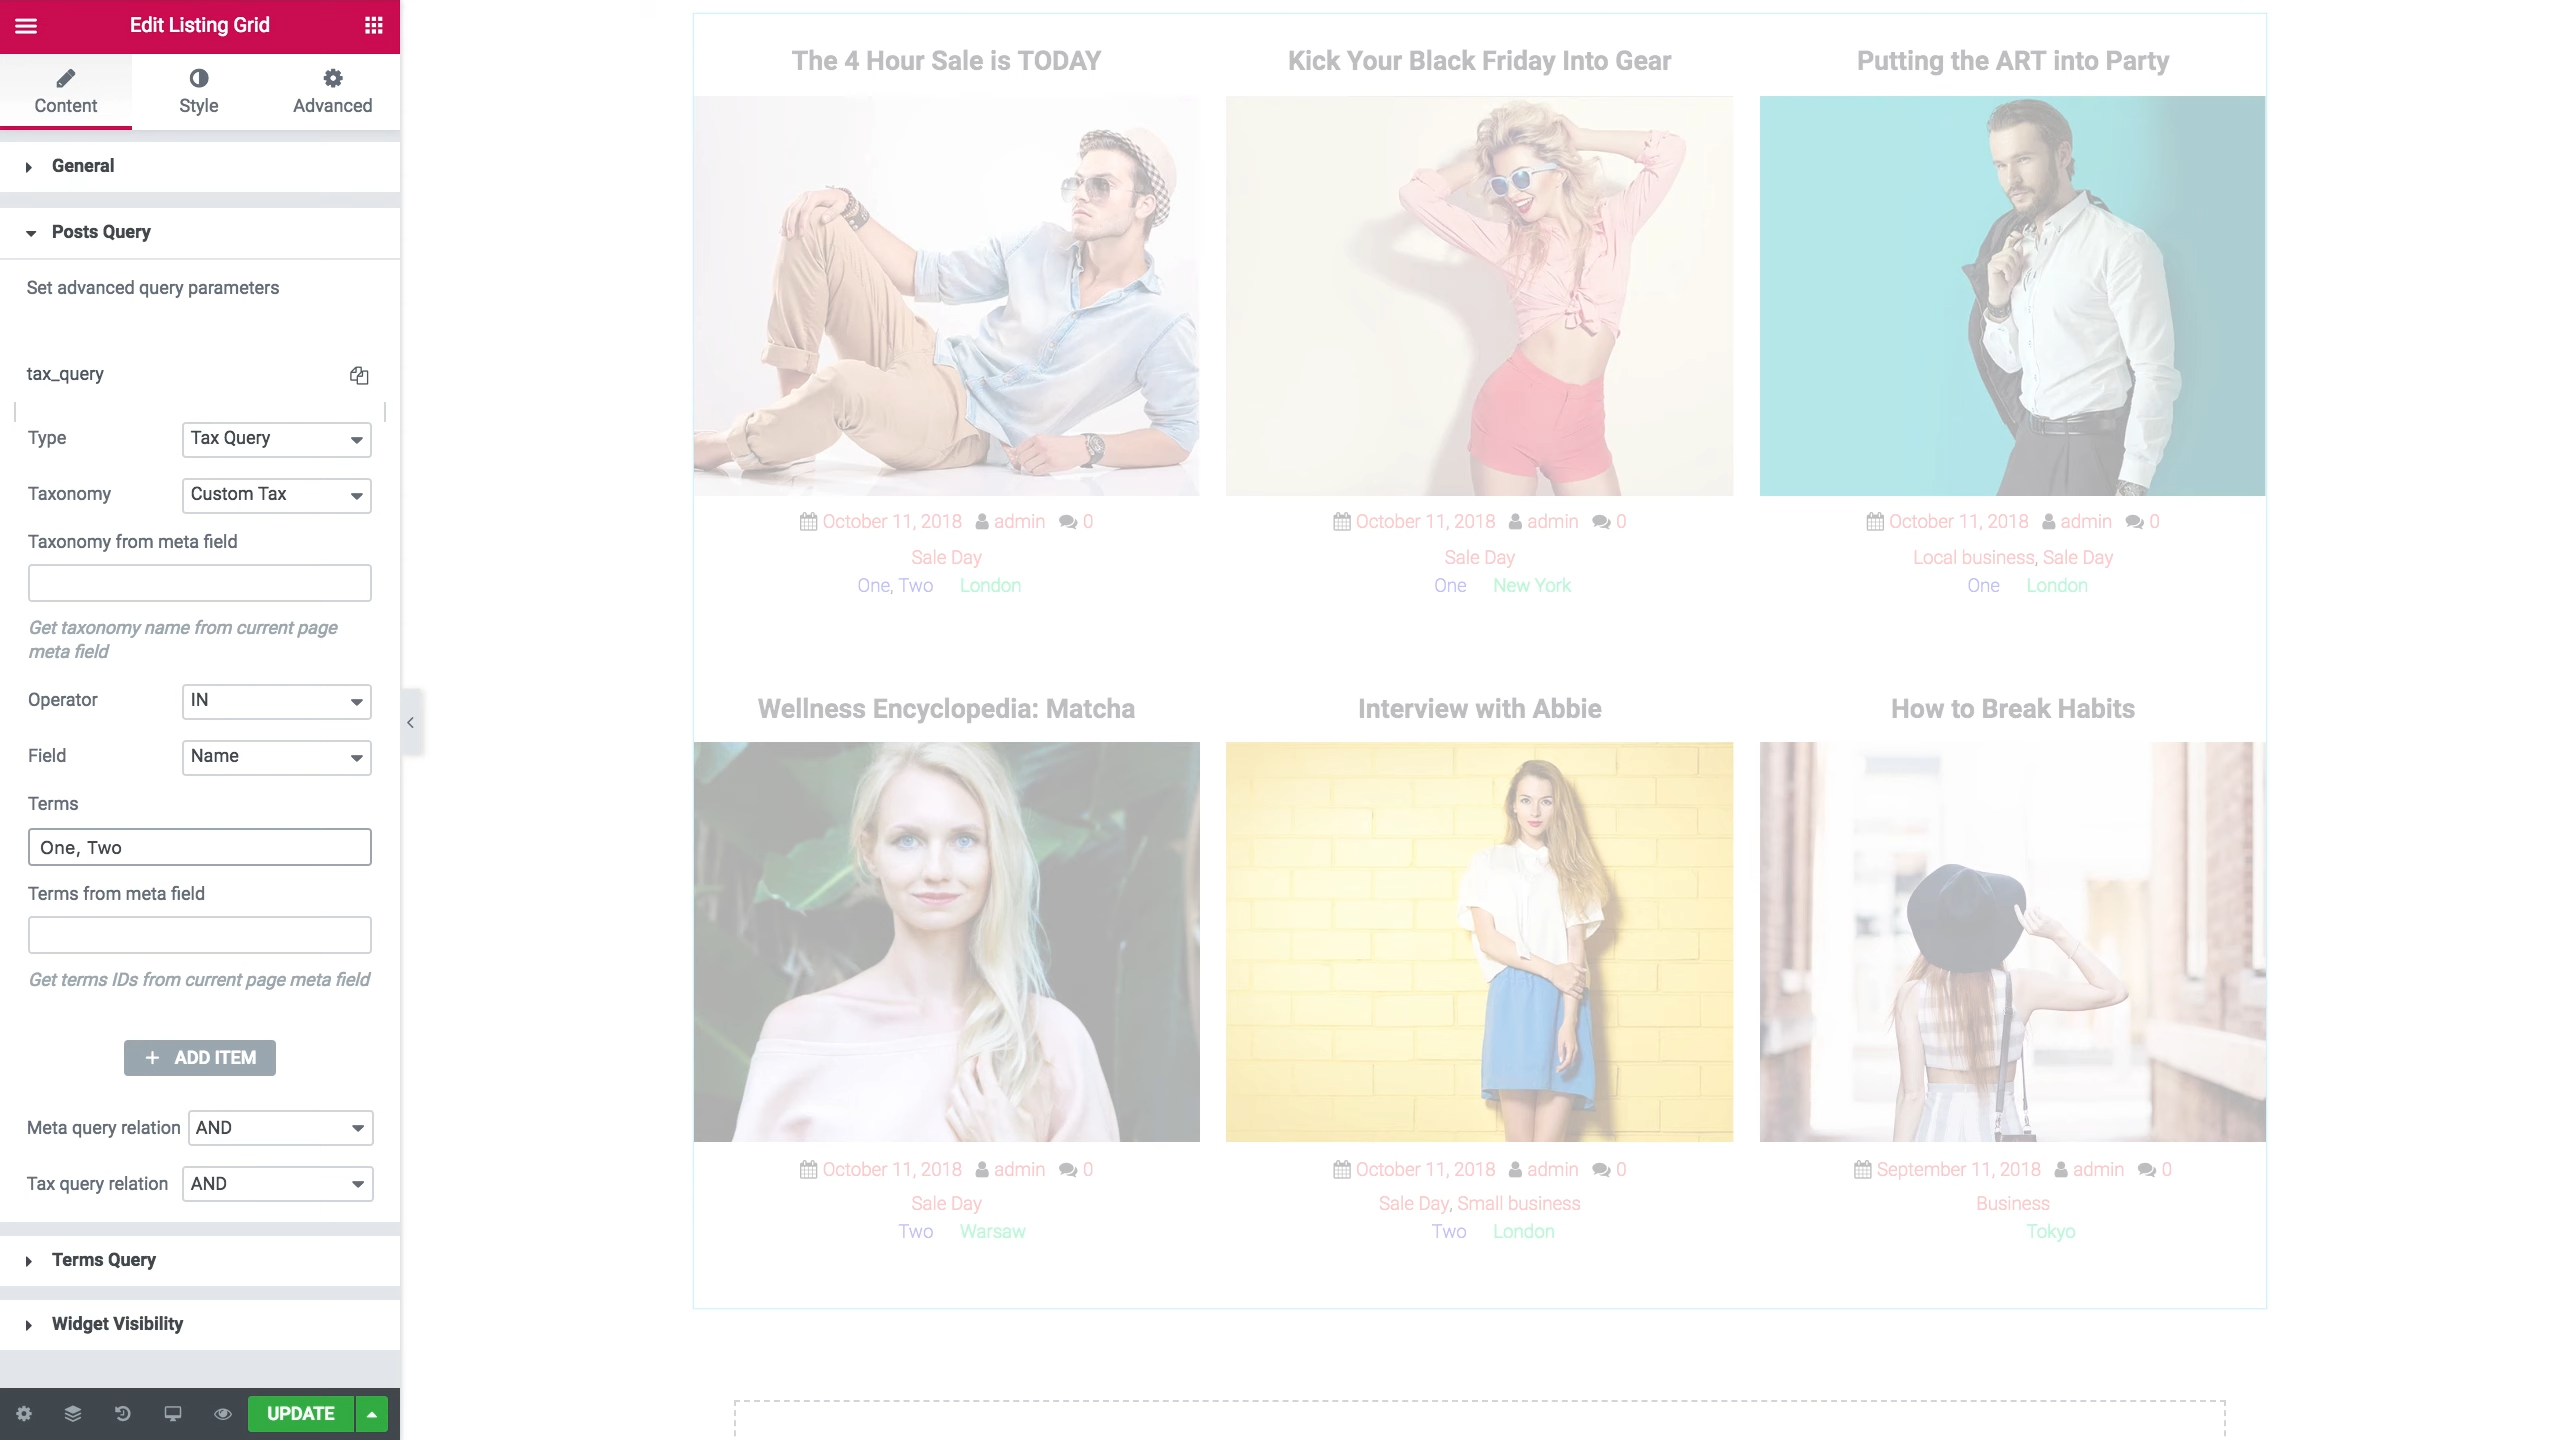 Edit Listing Grid
Content
Style
Advanced
General
Posts Query
Set advanced query parameters
tax_query
Type
Tax Query
Taxonomy
Custom Tax
Taxonomy from meta field
Get taxonomy name from current page
meta field
Operator
IN
Field
Name
Terms
One, Two
Terms from meta field
Get terms IDs from current page meta field
+ ADD ITEM
Meta query relation
AND
Tax query relation
AND
Terms Query
Widget Visibility
UPDATE
The 4 Hour Sale is TODAY
October 11, 2018 admin 0
Sale Day
One, Two London
Kick Your Black Friday Into Gear
October 11, 2018 admin 0
Sale Day
One New York
Putting the ART into Party
October 11, 2018 admin 0
Local business, Sale Day
One London
Wellness Encyclopedia: Matcha
October 11, 2018 admin 0
Sale Day
Two Warsaw
Interview with Abbie
October 11, 2018 admin 0
Sale Day, Small business
Two London
How to Break Habits
September 11, 2018 admin 0
Business
Tokyo